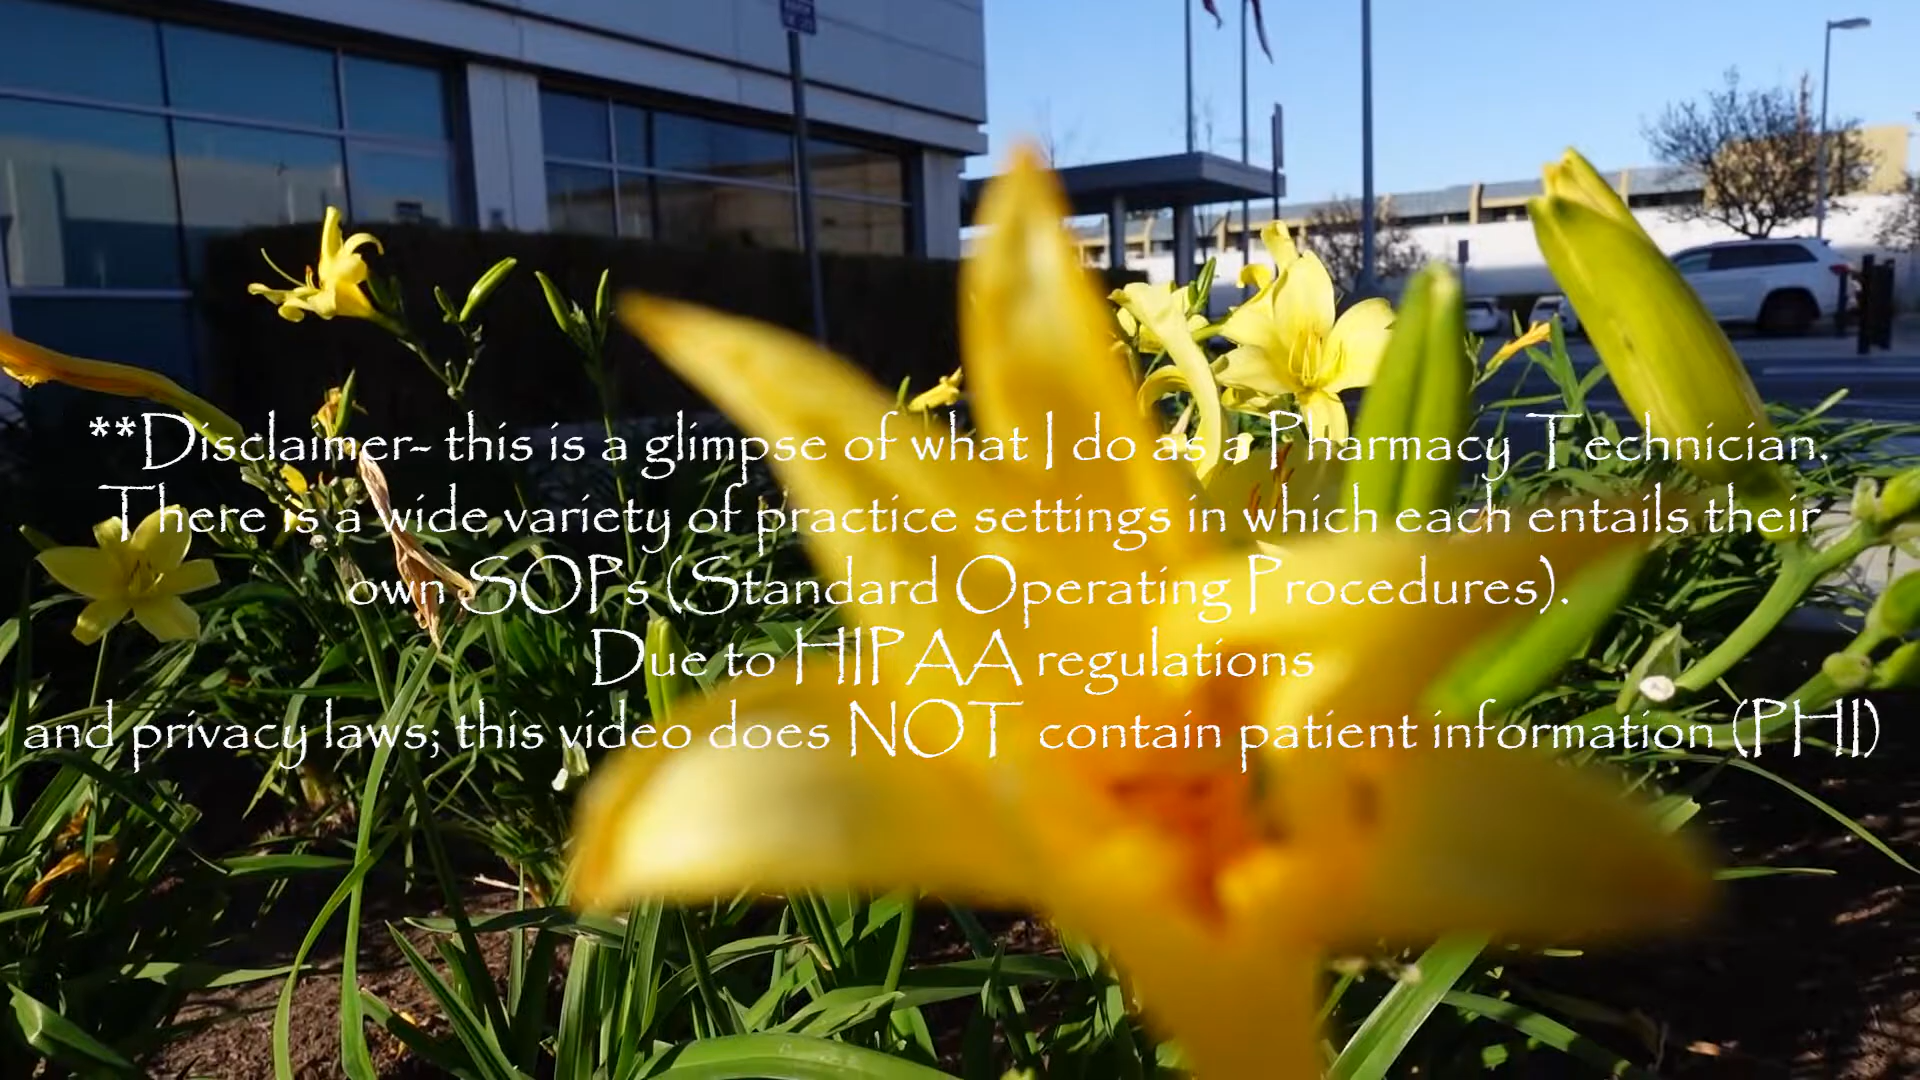 **Disclaimer- this is a glimpse of what I do as a Pharmacy Technician.
There is a wide variety of practice settings in which each entails their
own SOPs (Standard Operating Procedures).
Due to HIPAA regulations
and privacy laws; this video does NOT contain patient information (PHI)